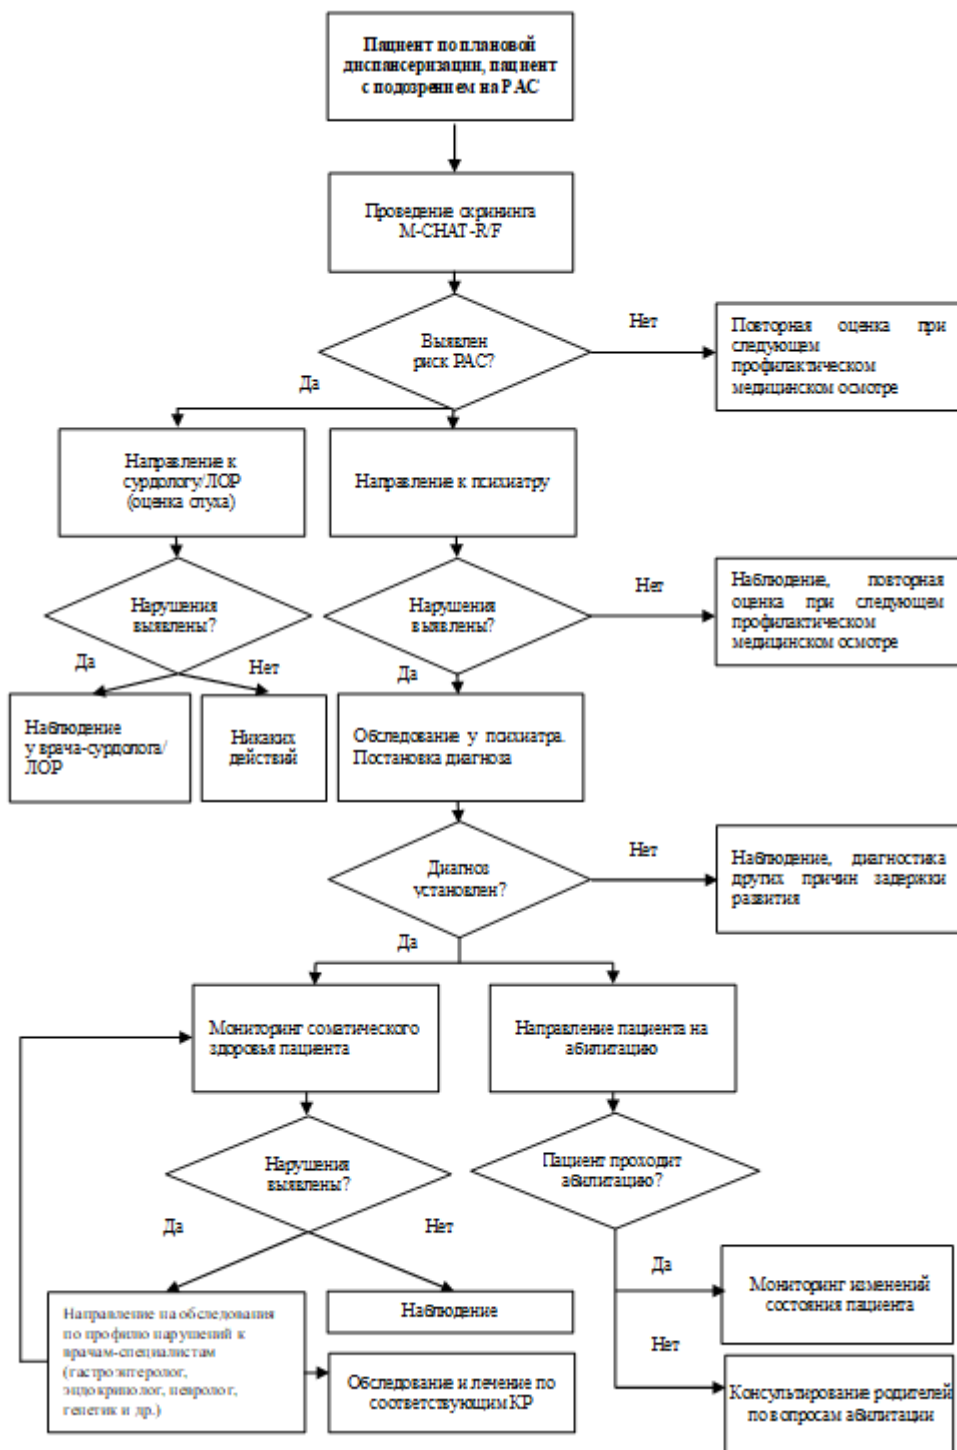 Пациент по плановой
диспансеризации, пациент
с подозрением на РАС
Проведение скрининга
M-CHAT-R/F
Выявлен
риск РАС?
Нет
Повторная оценка при
следующем
профилактическом
медицинском осмотре
Да
Направление к
сурдологу/ЛОР
(оценка слуха)
Направление к психиатру
Нарушения
выявлены?
Нарушения
выявлены?
Нет
Наблюдение, повторная
оценка при следующем
профилактическом
медицинском осмотре
Да
Нет
Да
Наблюдение
у врача-сурдолога/
ЛОР
Никаких
действий
Обследование у психиатра.
Постановка диагноза
Диагноз
установлен?
Нет
Наблюдение, диагностика
других причин задержки
развития
Да
Мониторинг соматического
здоровья пациента
Направление пациента на
абилитацию
Нарушения
выявлены?
Пациент проходит
абилитацию?
Да
Нет
Да
Мониторинг изменений
состояния пациента
Направление на обследования
по профилю нарушений к
врачам-специалистам
(гастроэнтеролог,
эндокринолог, невролог,
генетик и др.)
Наблюдение
Нет
Обследование и лечение по
соответствующим КР
Консультирование родителей
по вопросам абилитации